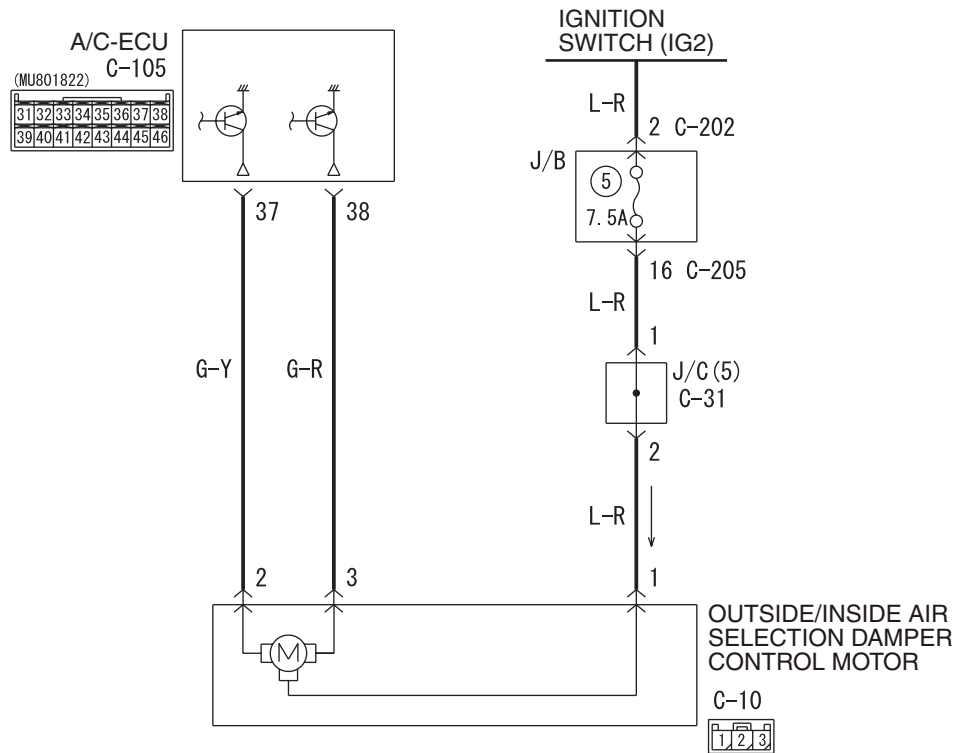 A/C-ECU
C-105
(MU801822)
31 32 33 34 35 36 37 38
39 40 41 42 43 44 45 46
37
38
G-Y
G-R
2
3
IGNITION
SWITCH (IG2)
L-R
2 C-202
J/B
5
7.5A
16 C-205
L-R
1
J/C(5)
C-31
2
L-R
1
M
OUTSIDE/INSIDE AIR
SELECTION DAMPER
CONTROL MOTOR
C-10
1 2 3